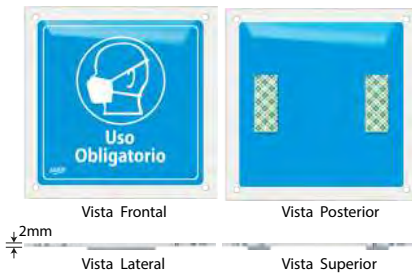 Uso
Obligatorio
Vista Frontal
Vista Posterior
2mm
Vista Lateral
Vista Superior